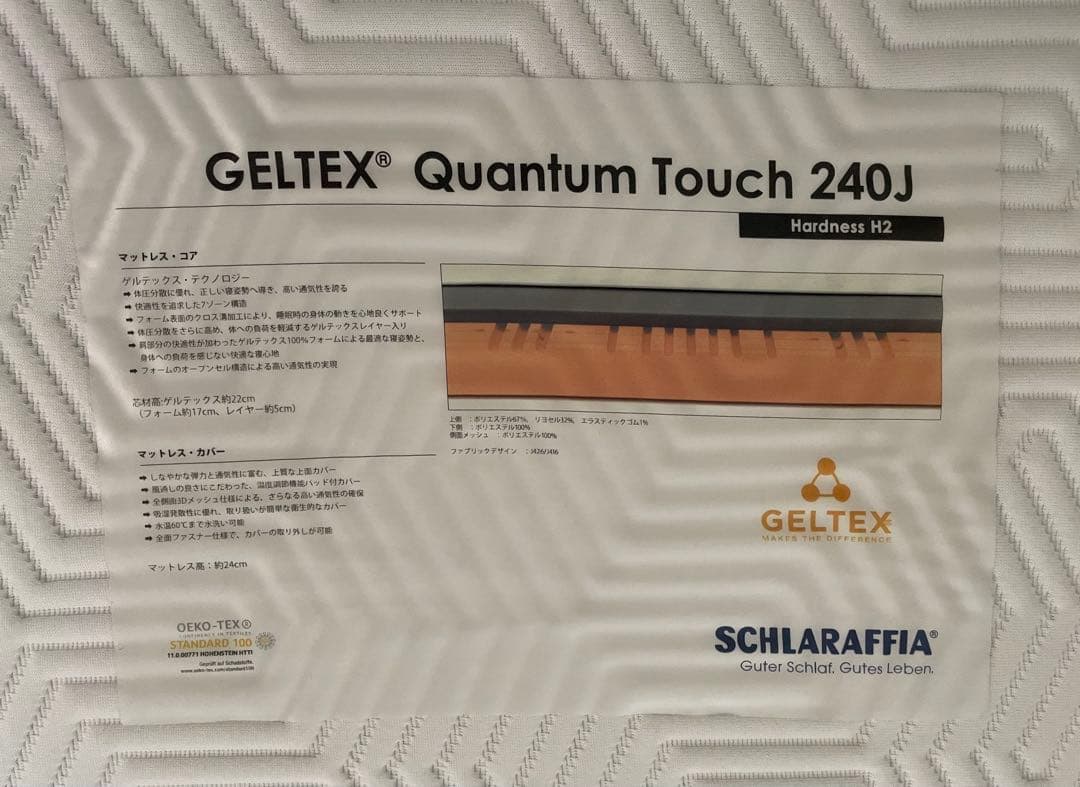 GELTEX® Quantum Touch 240J
Hardness H2
マットレス・コア
ゲルテックス・テクノロジー
➡ 体圧分散に優れ、正しい寝姿勢へ導き、高い通気性を誇る
➡ 快適性を追求した7ゾーン構造
➡ フォーム表面のクロス溝加工により、睡眠時の身体の動きを心地良くサポート
➡ 体圧分散をさらに高め、体への負荷を軽減するゲルテックスレイヤー入り
➡ 肩部分の快適性が加わったゲルテックス100%フォームによる最適な寝姿勢と、
身体への負荷を感じない快適な寝心地
➡ フォームのオープンセル構造による高い通気性の実現
芯材高:ゲルテックス約22cm
（フォーム約17cm、レイヤー約5cm）
上側 ：ポリエステル67%、リヨセル32%、エラスティックゴム1%
下側 ：ポリエステル100%
側面メッシュ ：ポリエステル100%
ファブリックデザイン ：J426/J416
マットレス・カバー
➡ しなやかな弾力と通気性に富む、上質な上面カバー
➡ 風通しの良さにこだわった、温度調節機能パッド付カバー
➡ 全側面3Dメッシュ仕様による、さらなる高い通気性の確保
➡ 吸湿発散性に優れ、取り扱いが簡単な衛生的なカバー
➡ 水温60℃まで水洗い可能
➡ 全面ファスナー仕様で、カバーの取り外しが可能
マットレス高：約24cm
GELTEX
MAKES THE DIFFERENCE
OEKO-TEX®
CONFIDENCE IN TEXTILES
STANDARD 100
11.0.00771 HOHENSTEIN HTTI
Geprüft auf Schadstoffe.
www.oeko-tex.com/standard100
SCHLARAFFIA®
Guter Schlaf. Gutes Leben.